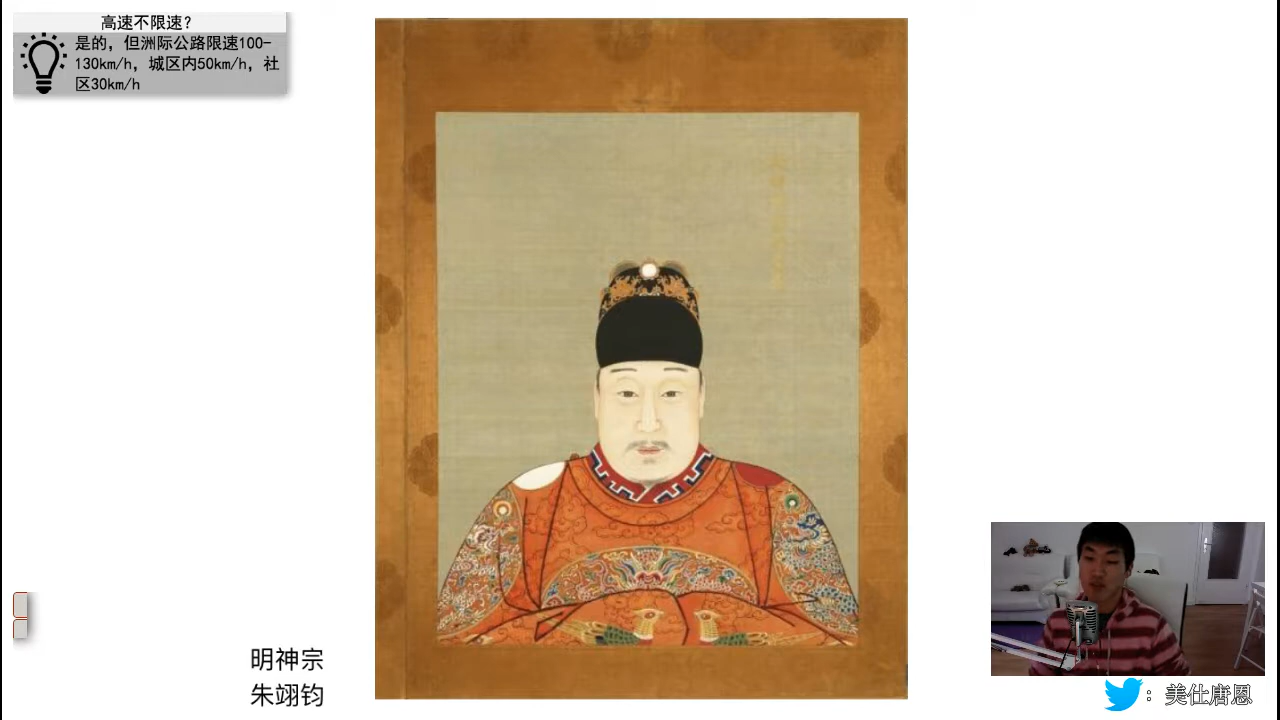 高速不限速？
是的，但洲际公路限速100-
130km/h，城区内50km/h，社
区30km/h
明神宗
朱翊钧
：美仕唐恩